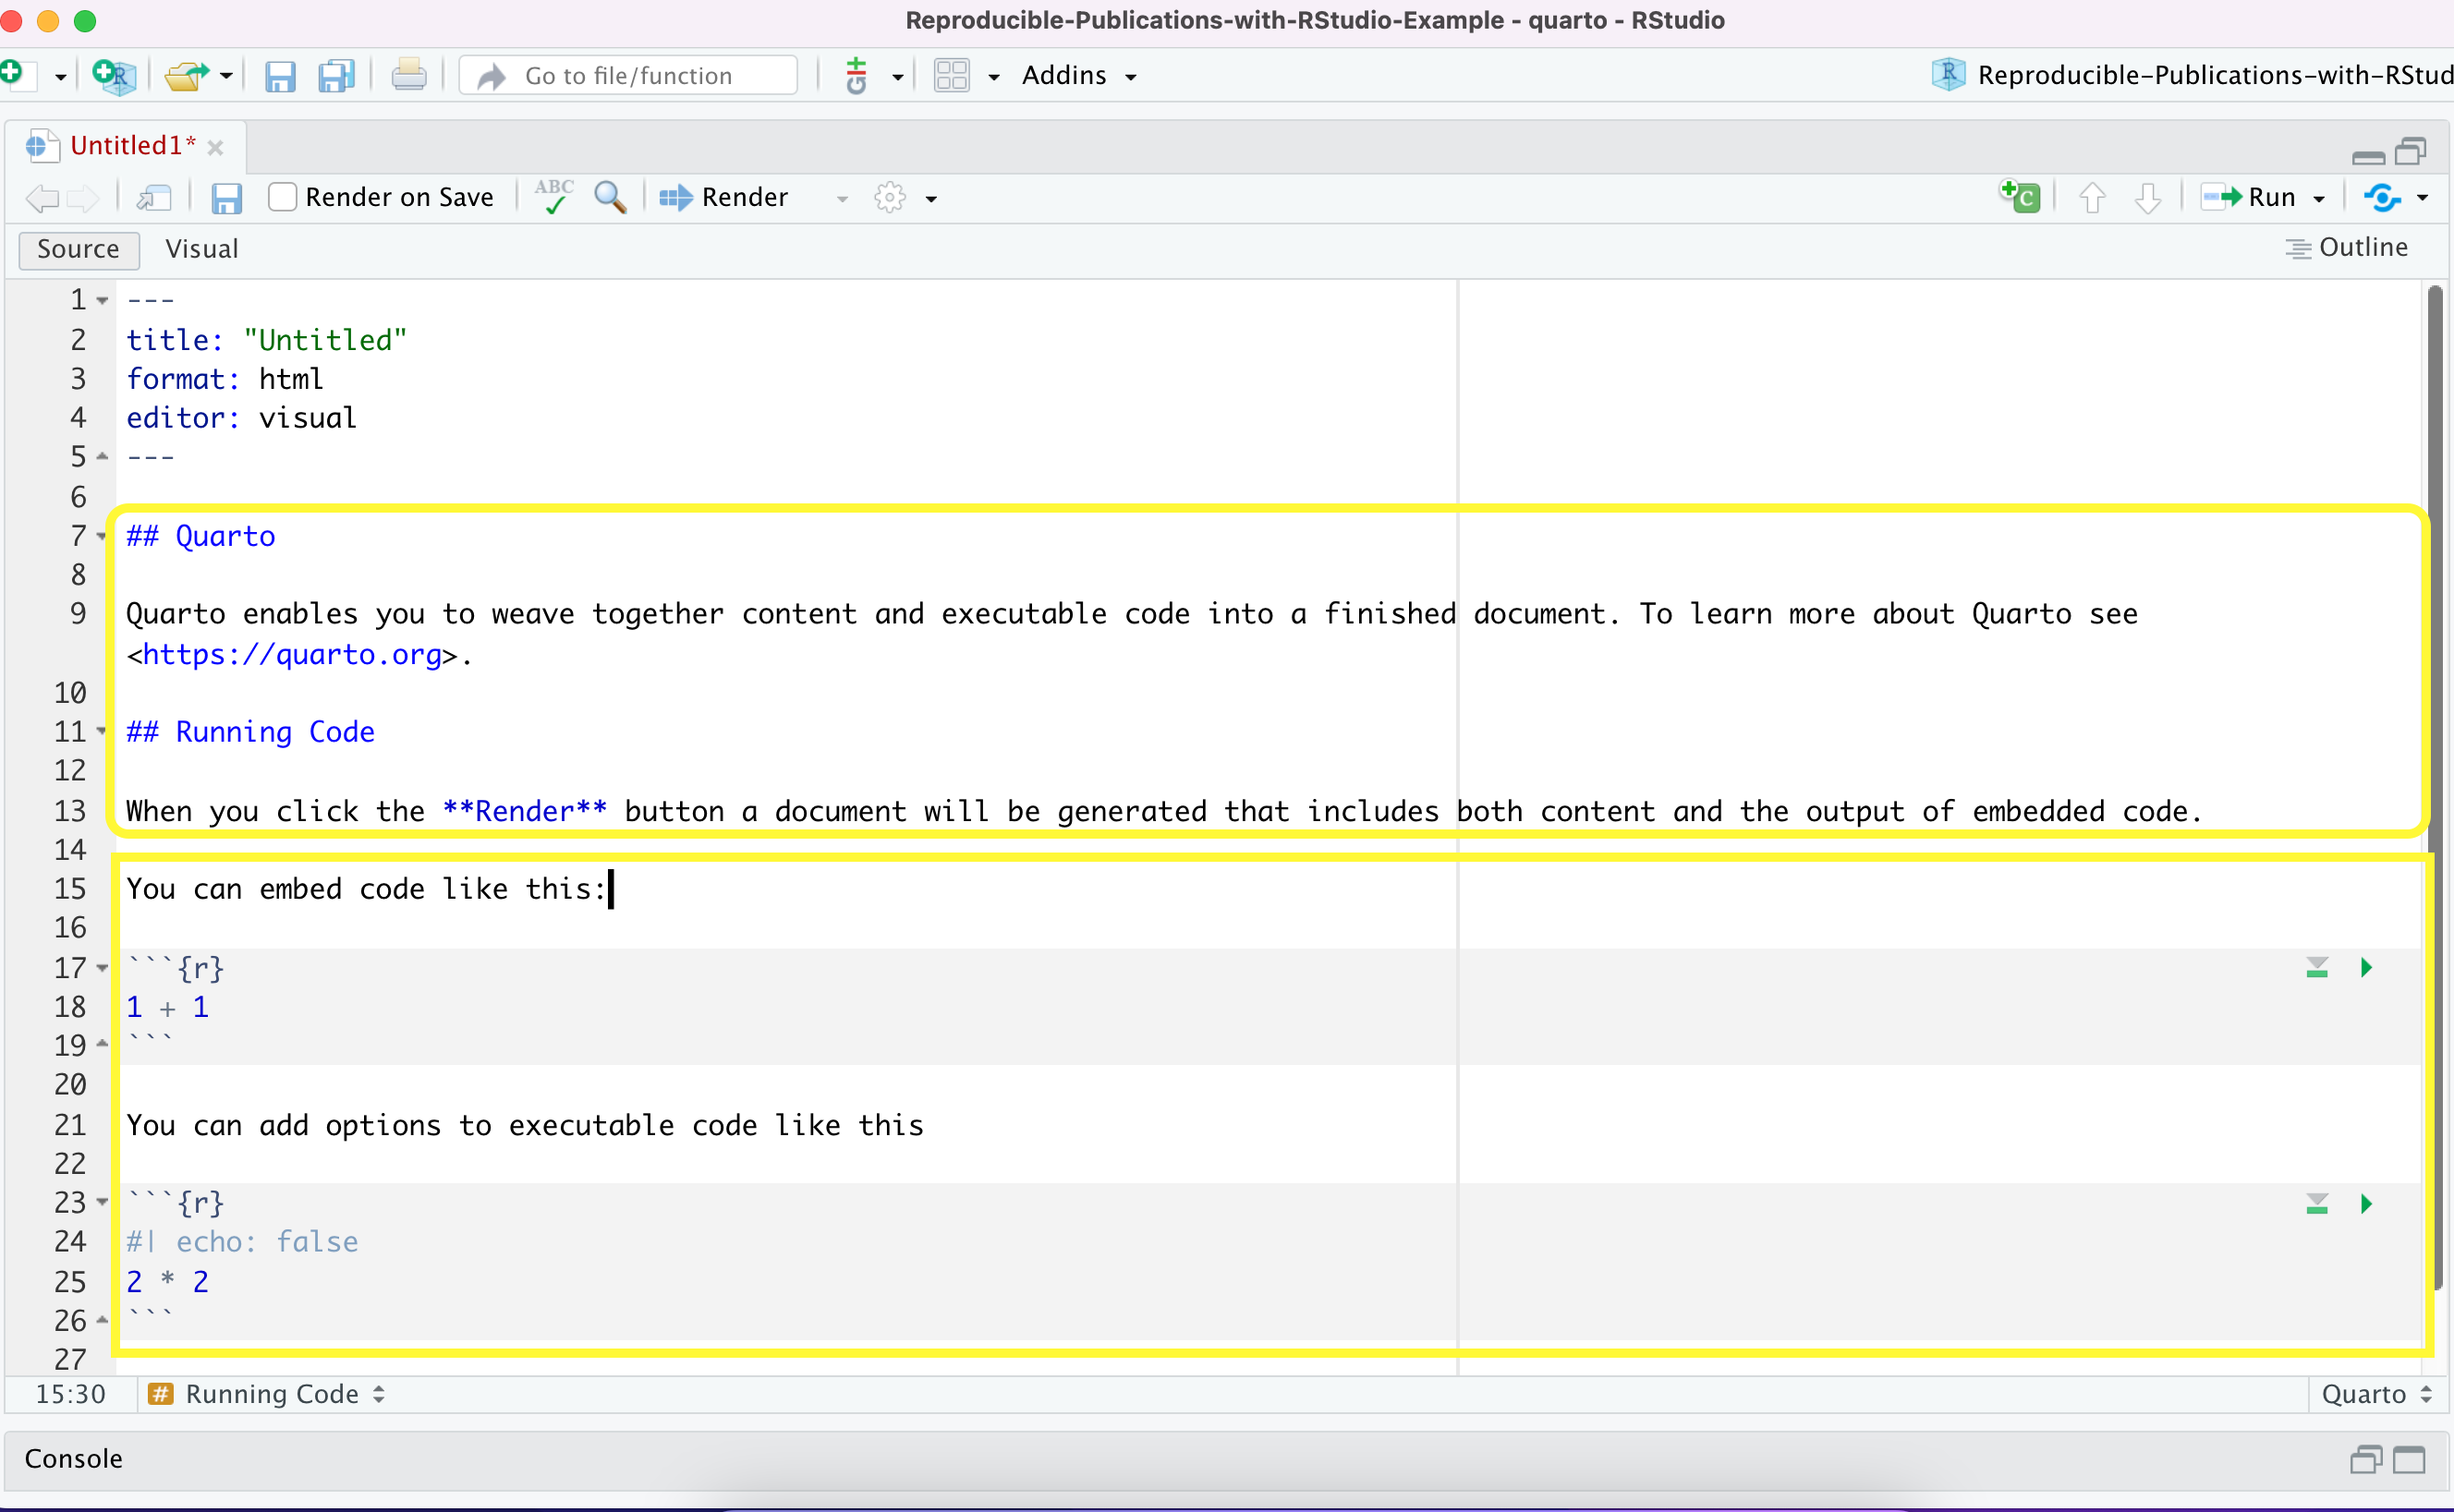 Reproducible-Publications-with-RStudio-Example - quarto - RStudio
Go to file/function
Addins
Reproducible-Publications-with-RStud
Untitled1*
Render on Save
ABC
Render
Run
Source
Visual
Outline
1 ---
2 title: "Untitled"
3 format: html
4 editor: visual
5 ---
6
7 ## Quarto
8
9 Quarto enables you to weave together content and executable code into a finished document. To learn more about Quarto see
<https://quarto.org>.
10
11 ## Running Code
12
13 When you click the **Render** button a document will be generated that includes both content and the output of embedded code.
14
15 You can embed code like this:
16
17 ```{r}
18 1 + 1
19 ```
20
21 You can add options to executable code like this
22
23 ```{r}
24 #| echo: false
25 2 * 2
26 ```
27
15:30
# Running Code
Quarto
Console